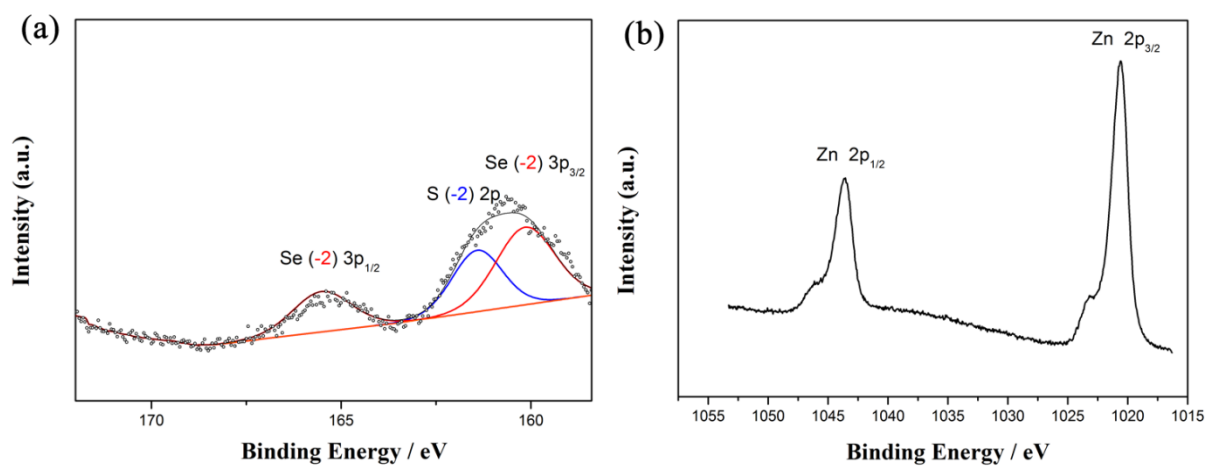 (a)
Intensity (a.u.)
Se (-2) 3p1/2
S (-2) 2p
Se (-2) 3p3/2
170
165
160
Binding Energy / eV
(b)
Intensity (a.u.)
Zn 2p1/2
Zn 2p3/2
1055
1050
1045
1040
1035
1030
1025
1020
1015
Binding Energy / eV